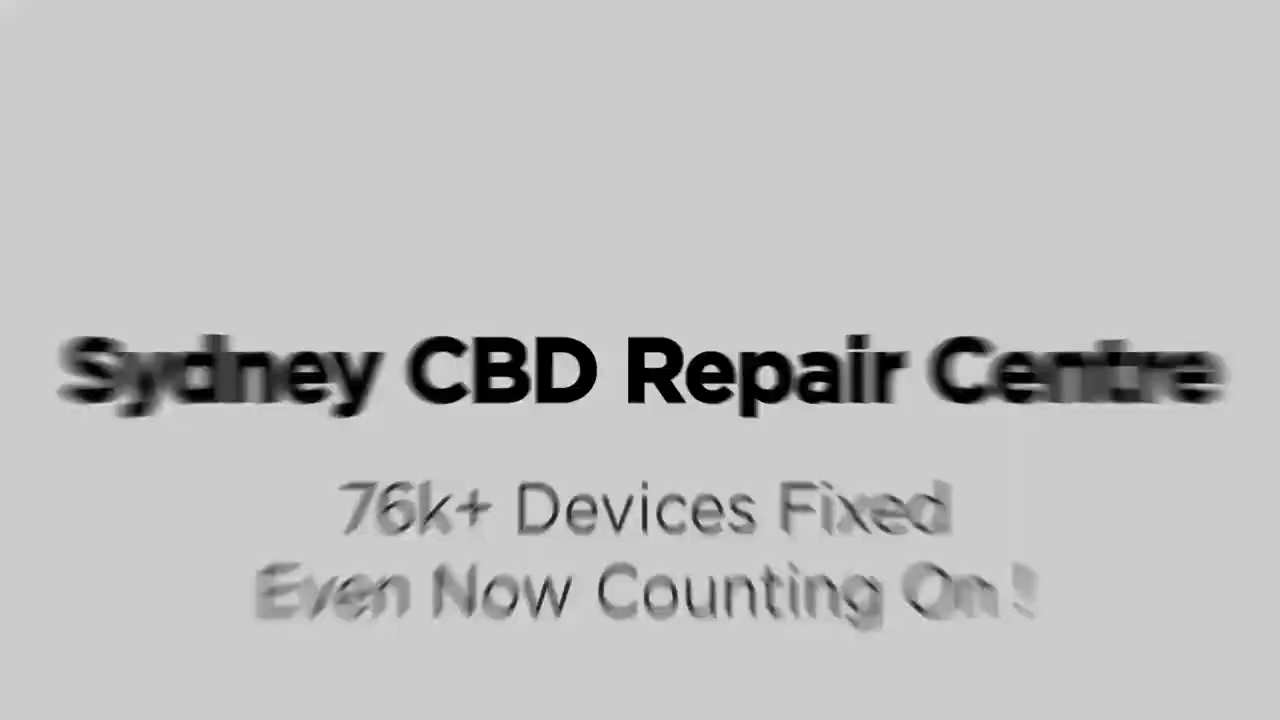 Sydney CBD Repair Centre
76k+ Devices Fixed
Even Now Counting On !